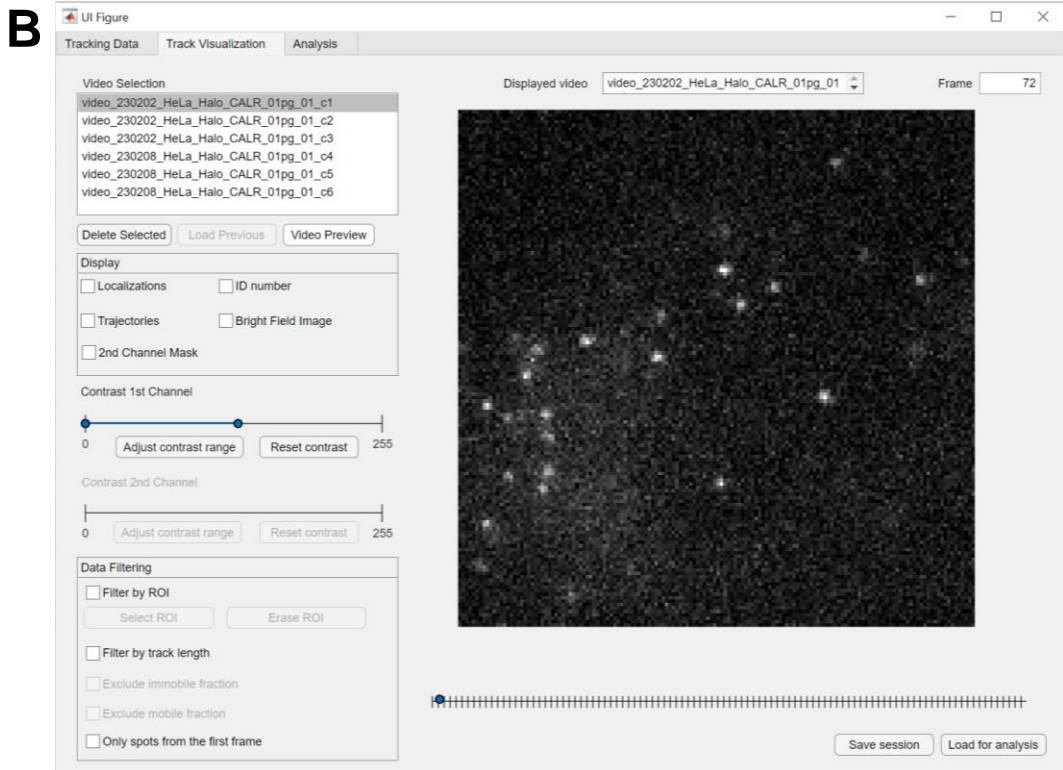 B
UI Figure
Tracking Data Track Visualization Analysis
Video Selection
video_230202_HeLa_Halo_CALR_01pg_01_c1
video_230202_HeLa_Halo_CALR_01pg_01_c2
video_230202_HeLa_Halo_CALR_01pg_01_c3
video_230208_HeLa_Halo_CALR_01pg_01_c4
video_230208_HeLa_Halo_CALR_01pg_01_c5
video_230208_HeLa_Halo_CALR_01pg_01_c6
Delete Selected Load Previous Video Preview
Display
Localizations ID number
Trajectories Bright Field Image
2nd Channel Mask
Contrast 1st Channel
0 Adjust contrast range Reset contrast 255
Contrast 2nd Channel
0 Adjust contrast range Reset contrast 255
Data Filtering
Filter by ROI
Select ROI Erase ROI
Filter by track length
Exclude immobile fraction
Exclude mobile fraction
Only spots from the first frame
Displayed video video_230202_HeLa_Halo_CALR_01pg_01 Frame 72
Save session Load for analysis